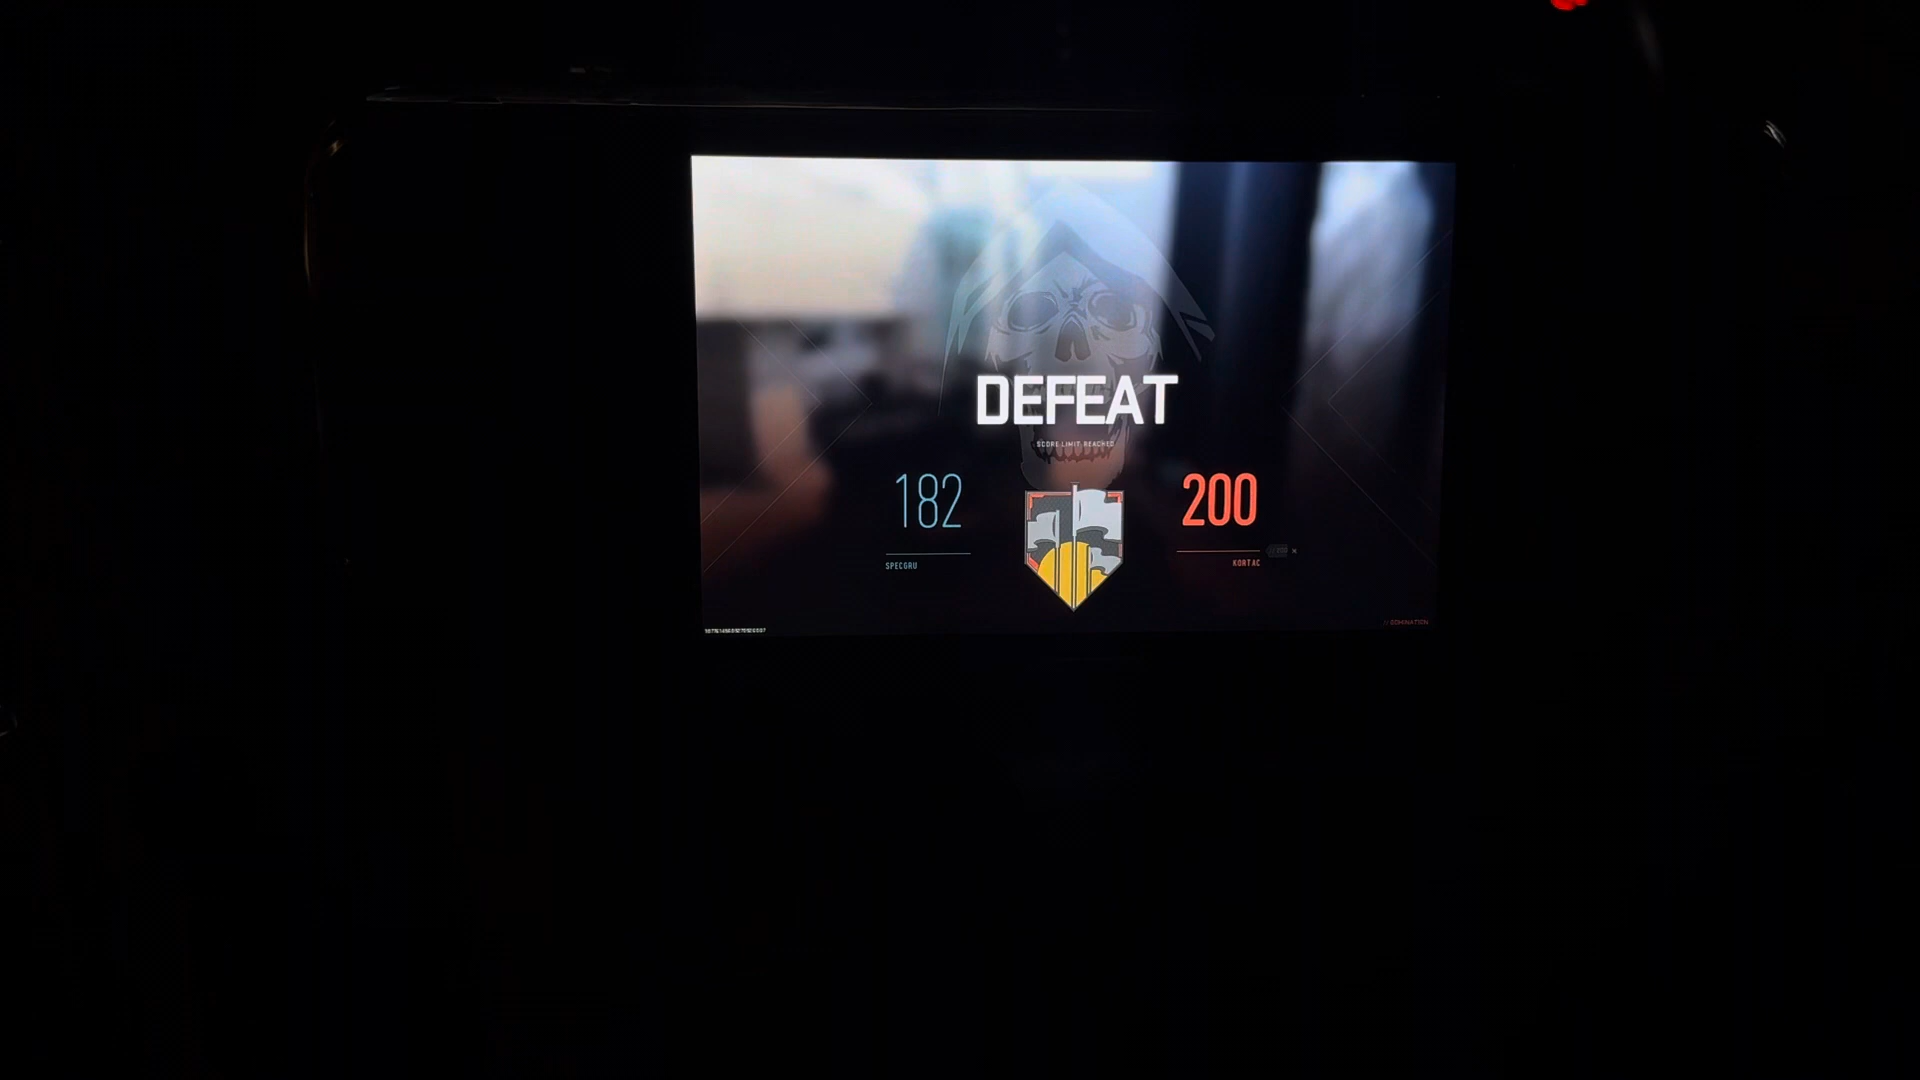 DEFEAT
SCORE LIMIT REACHED
182
200
SPECGRU
KORTAC
DOMINATION